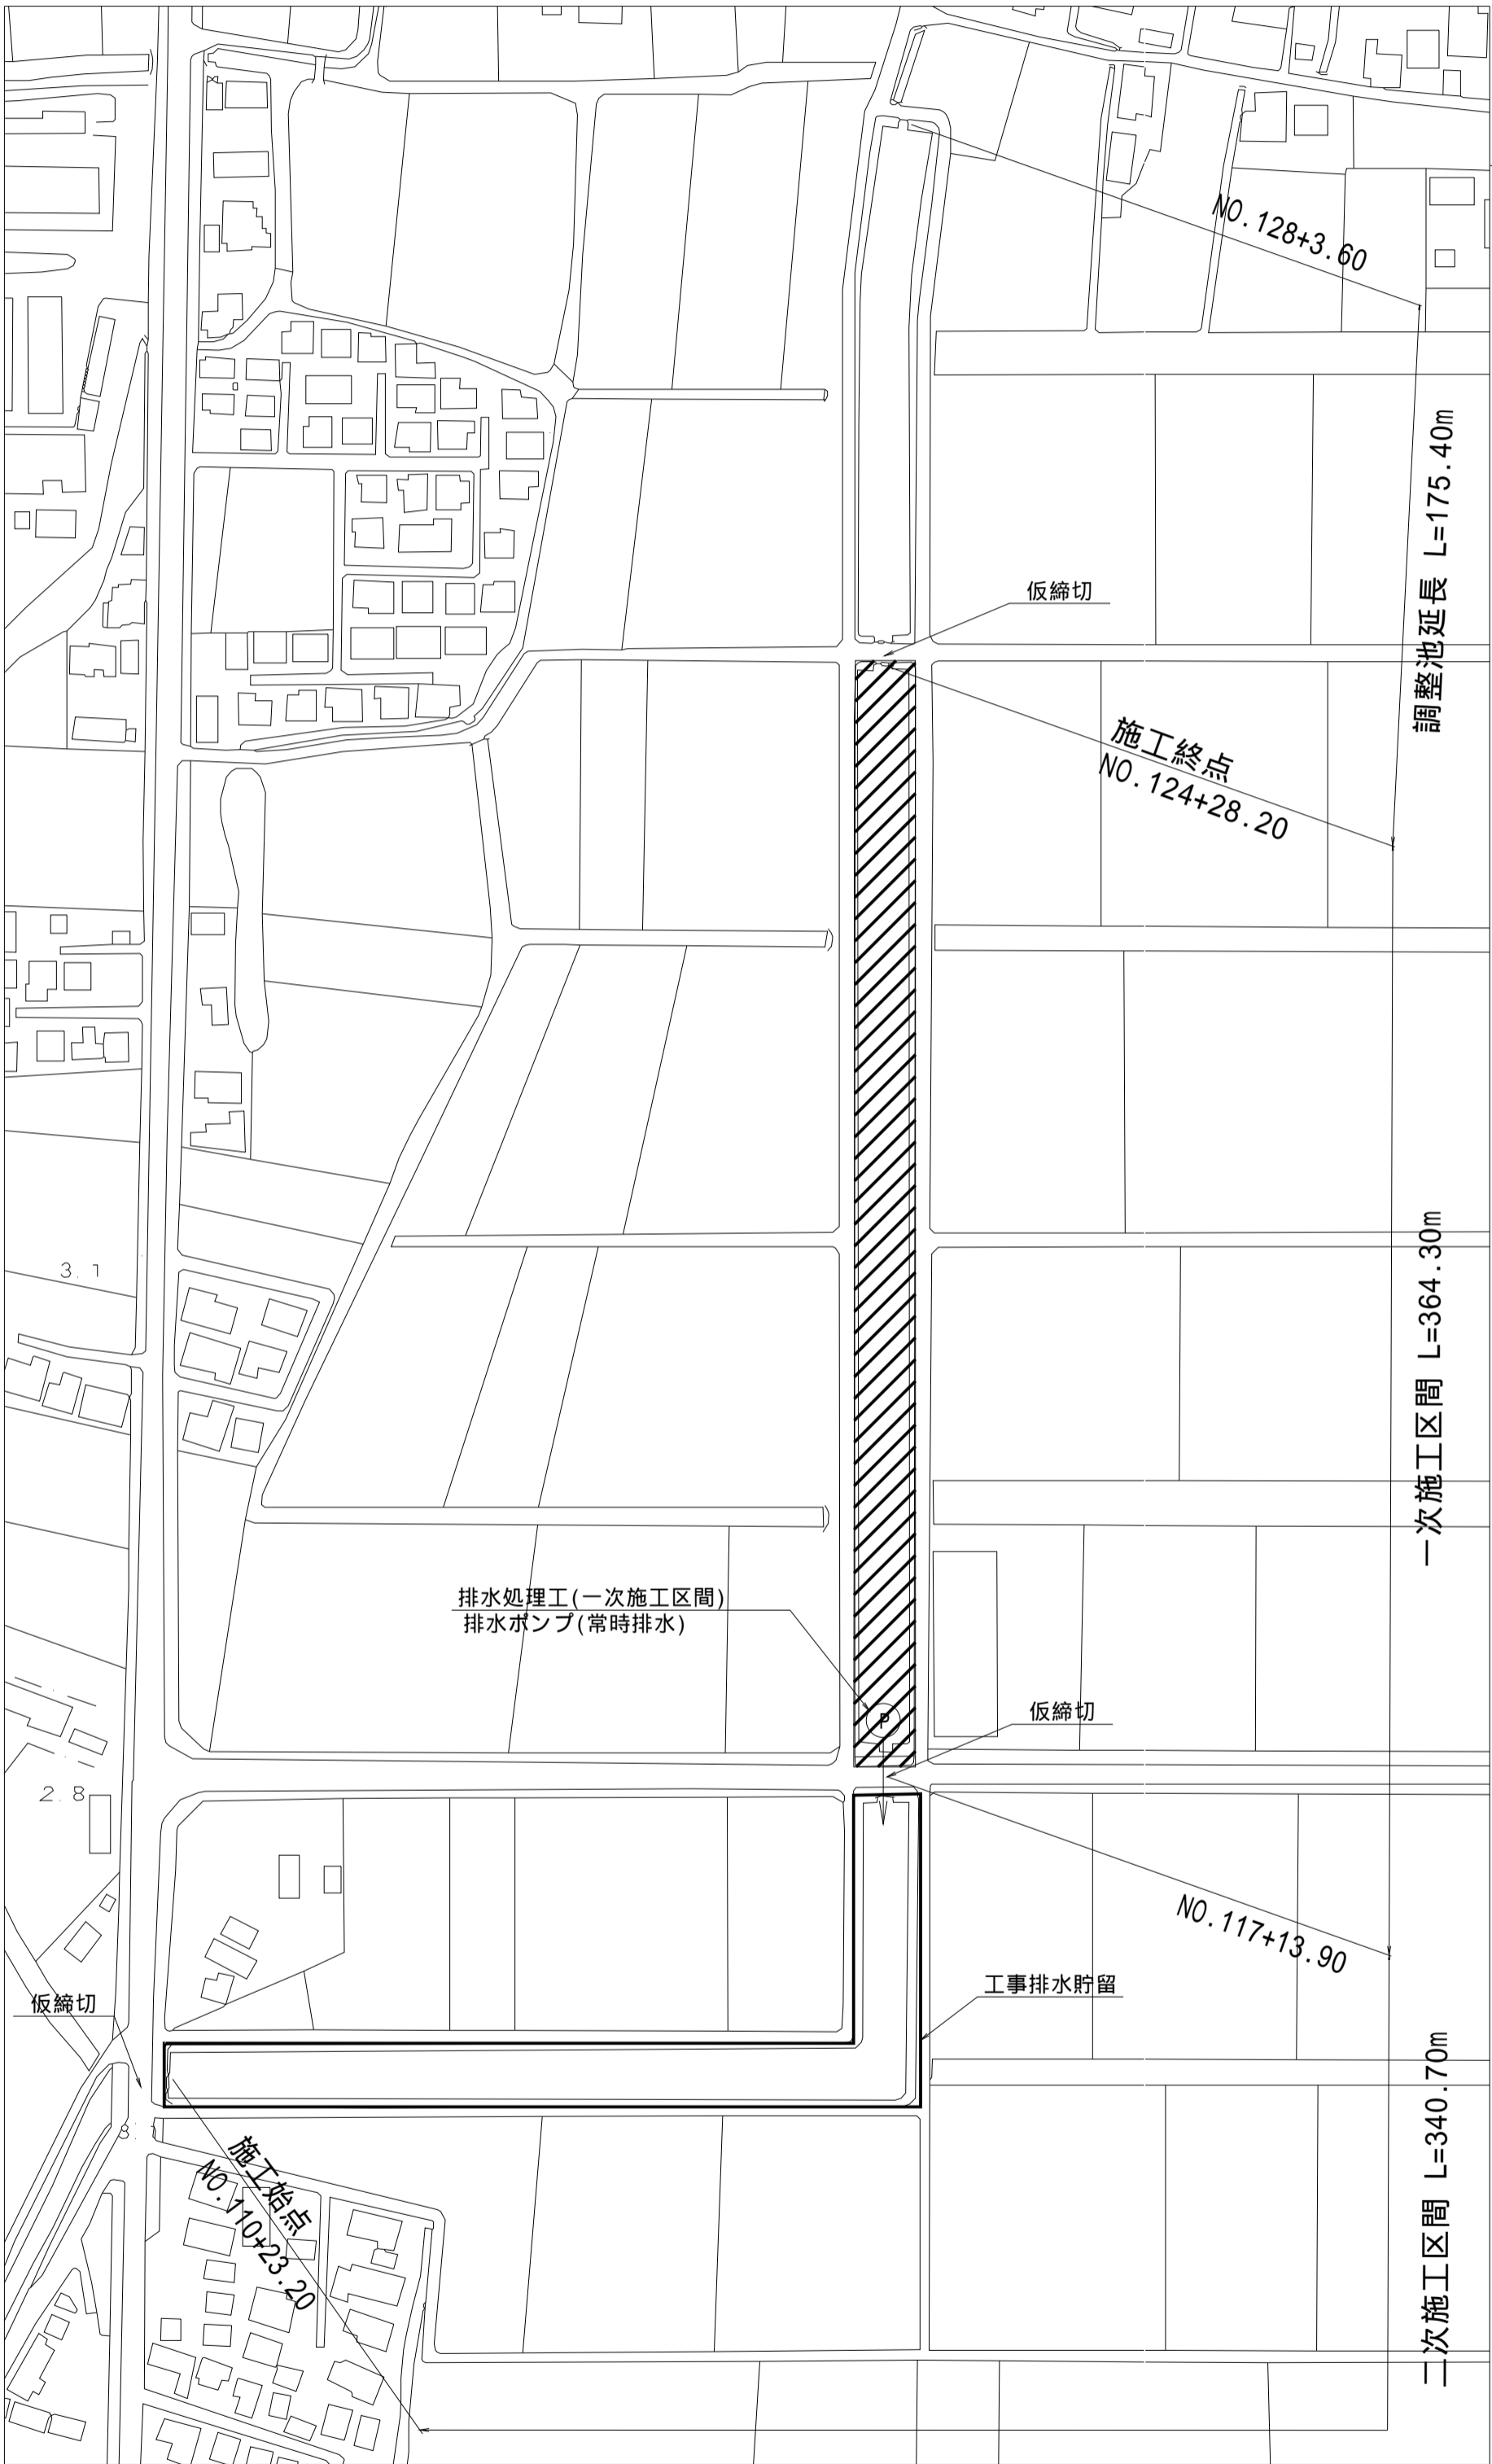 NO.128+3.60
調整池延長 L=175.40m
仮締切
施工終点
NO.124+28.20
一次施工区間 L=364.30m
3.1
排水処理工(一次施工区間)
排水ポンプ(常時排水)
P
仮締切
2.8
NO.117+13.90
工事排水貯留
仮締切
二次施工区間 L=340.70m
施工始点
NO.110+23.20